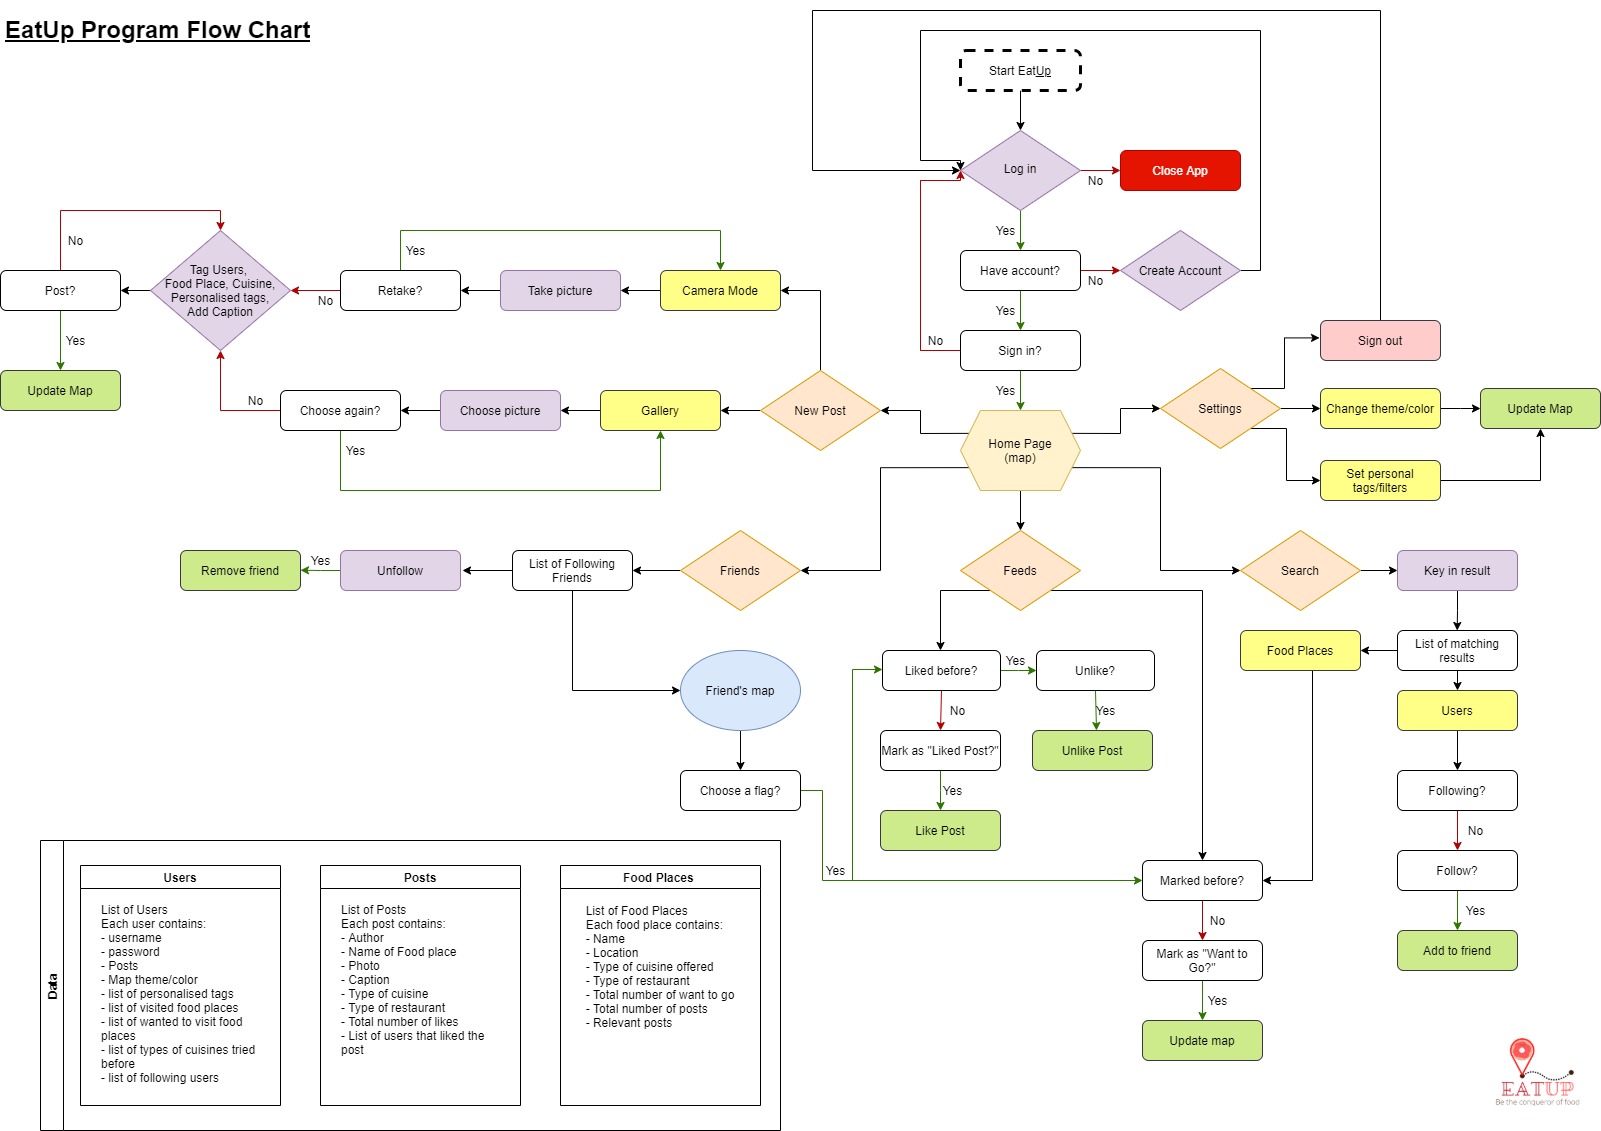 EatUp Program Flow Chart
Start EatUp
Log in
No
Close App
Yes
Have account?
No
Create Account
Yes
Sign in?
No
Yes
Home Page
(map)
No
Post?
Yes
Update Map
Tag Users,
Food Place, Cuisine,
Personalised tags,
Add Caption
No
Retake?
Yes
Take picture
Camera Mode
No
Choose again?
Yes
Choose picture
Gallery
New Post
Settings
Sign out
Change theme/color
Update Map
Set personal
tags/filters
Remove friend
Yes
Unfollow
List of Following
Friends
Friends
Feeds
Search
Key in result
Friend's map
Choose a flag?
Yes
Liked before?
Yes
Unlike?
No
Yes
Mark as "Liked Post?"
Unlike Post
Yes
Like Post
Food Places
List of matching
results
Users
Following?
No
Follow?
Yes
Add to friend
Marked before?
No
Mark as "Want to
Go?"
Yes
Update map
Data
Users
List of Users
Each user contains:
- username
- password
- Posts
- Map theme/color
- list of personalised tags
- list of visited food places
- list of wanted to visit food
places
- list of types of cuisines tried
before
- list of following users
Posts
List of Posts
Each post contains:
- Author
- Name of Food place
- Photo
- Caption
- Type of cuisine
- Type of restaurant
- Total number of likes
- List of users that liked the
post
Food Places
List of Food Places
Each food place contains:
- Name
- Location
- Type of cuisine offered
- Type of restaurant
- Total number of want to go
- Total number of posts
- Relevant posts
EATUP
Be the conqueror of food